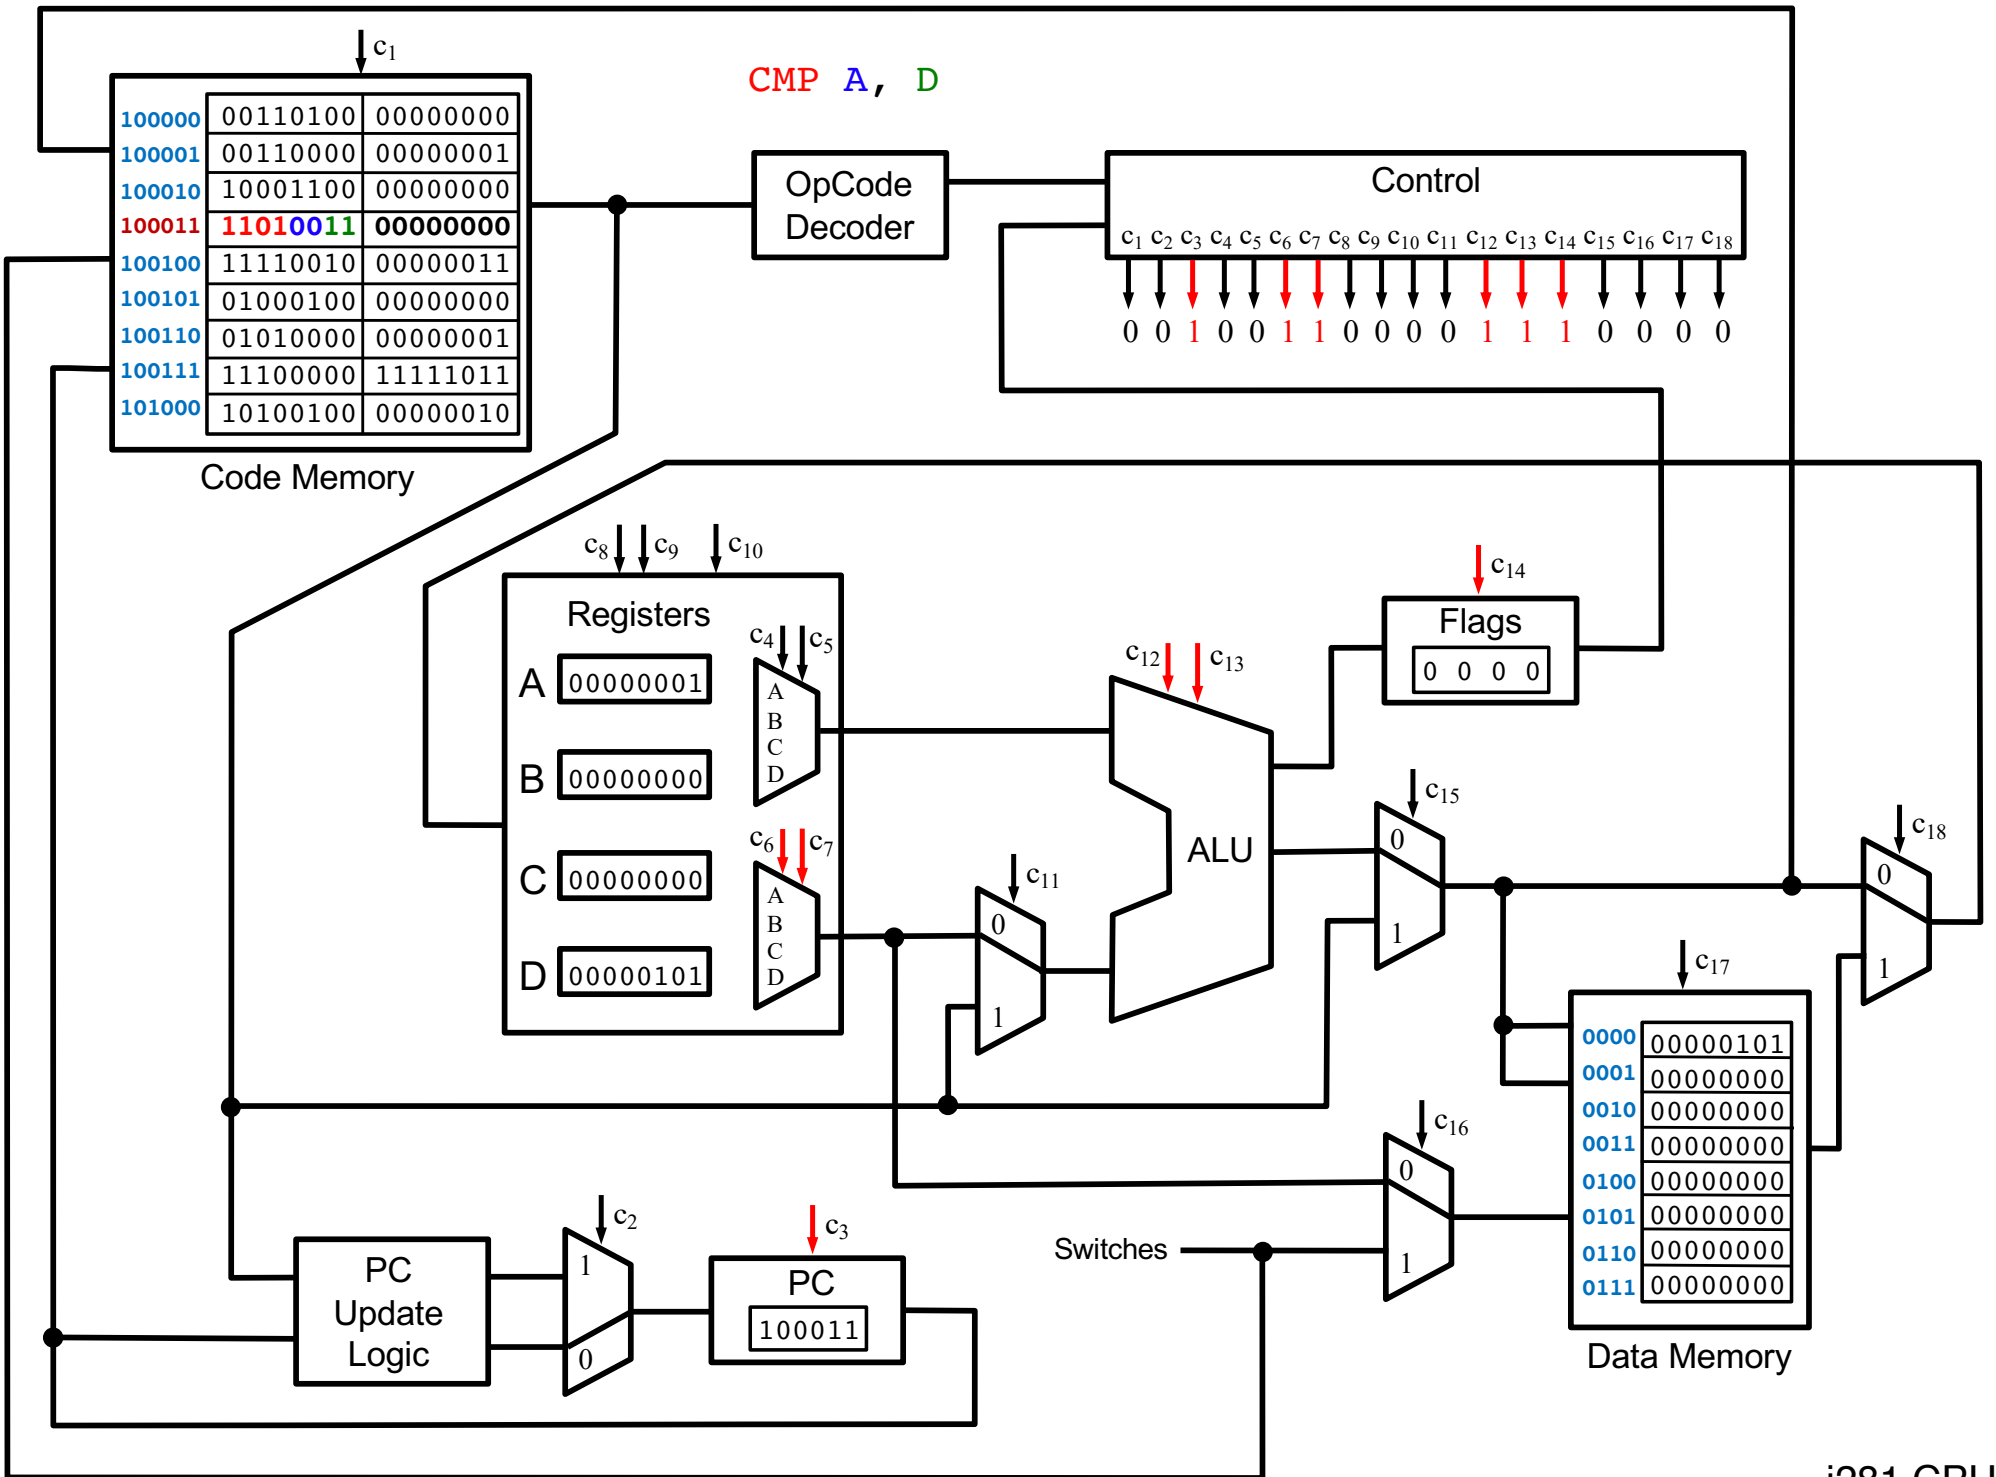 c1
CMP A, D
100000 00110100 00000000
100001 00110000 00000001
100010 10001100 00000000
100011 11010011 00000000
100100 11110010 00000011
100101 01000100 00000000
100110 01010000 00000001
100111 11100000 11111011
101000 10100100 00000010
Code Memory
OpCode
Decoder
Control
c1 c2 c3 c4 c5 c6 c7 c8 c9 c10 c11 c12 c13 c14 c15 c16 c17 c18
0 0 1 0 0 1 1 0 0 0 0 1 1 1 0 0 0 0
c8 c9 c10
Registers
A 00000001
B 00000000
C 00000000
D 00000101
c4 c5
A
B
C
D
c6 c7
A
B
C
D
c11
0
1
c12 c13
ALU
c14
Flags
0 0 0 0
c15
0
1
c18
0
1
c17
0000 00000101
0001 00000000
0010 00000000
0011 00000000
0100 00000000
0101 00000000
0110 00000000
0111 00000000
Data Memory
c16
0
1
Switches
PC
Update
Logic
c2
1
0
c3
PC
100011
i281 CPU